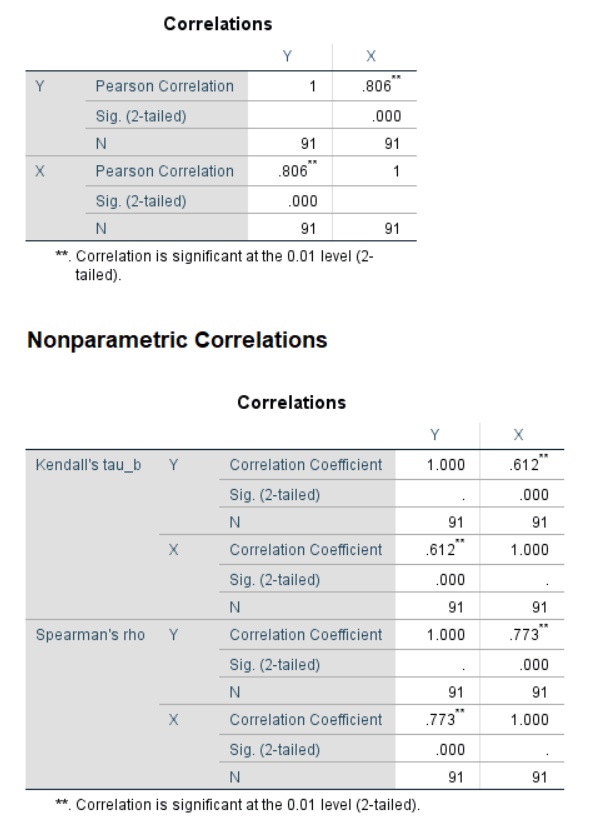 Correlations
Y X
Y Pearson Correlation 1 .806**
Sig. (2-tailed) .000
N 91 91
X Pearson Correlation .806** 1
Sig. (2-tailed) .000
N 91 91
**. Correlation is significant at the 0.01 level (2-
tailed).
Nonparametric Correlations
Correlations
Y X
Kendall's tau_b Y Correlation Coefficient 1.000 .612**
Sig. (2-tailed) . .000
N 91 91
X Correlation Coefficient .612** 1.000
Sig. (2-tailed) .000 .
N 91 91
Spearman's rho Y Correlation Coefficient 1.000 .773**
Sig. (2-tailed) . .000
N 91 91
X Correlation Coefficient .773** 1.000
Sig. (2-tailed) .000 .
N 91 91
**. Correlation is significant at the 0.01 level (2-tailed).